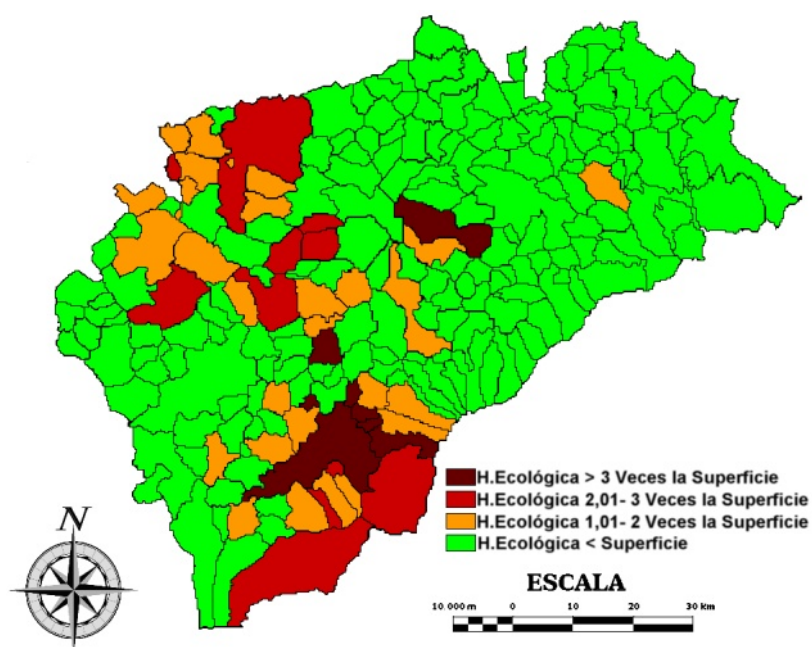 H.Ecológica > 3 Veces la Superficie
H.Ecológica 2,01- 3 Veces la Superficie
H.Ecológica 1,01- 2 Veces la Superficie
H.Ecológica < Superficie
N
ESCALA
10.000 m 0 10 20 30 km